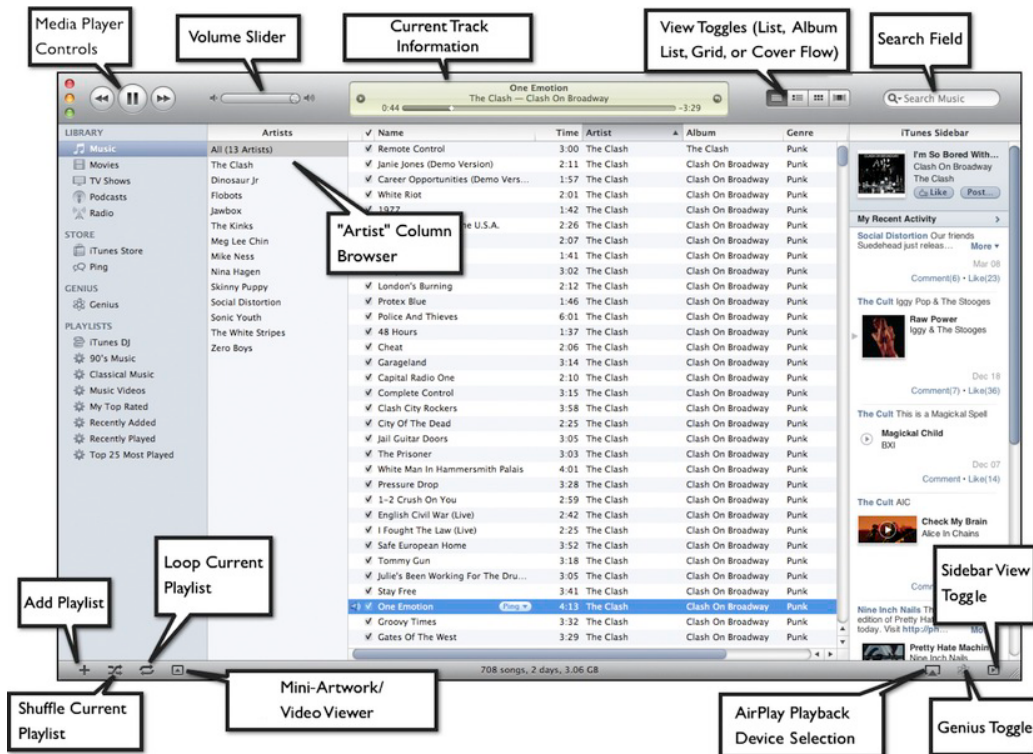 Media Player
Controls
Volume Slider
Current Track
Information
View Toggles (List, Album
List, Grid, or Cover Flow)
Search Field
One Emotion
The Clash — Clash On Broadway
0:44
-3:29
Search Music
LIBRARY
Music
Movies
TV Shows
Podcasts
Radio
STORE
iTunes Store
Ping
GENIUS
Genius
PLAYLISTS
iTunes DJ
90's Music
Classical Music
Music Videos
My Top Rated
Recently Added
Recently Played
Top 25 Most Played
Artists
All (13 Artists)
The Clash
Dinosaur Jr
Flobots
Jawbox
The Kinks
Meg Lee Chin
Mike Ness
Nina Hagen
Skinny Puppy
Social Distortion
Sonic Youth
The White Stripes
Zero Boys
"Artist" Column
Browser
Name Time Artist Album Genre
Remote Control 3:00 The Clash The Clash Punk
Janie Jones (Demo Version) 2:11 The Clash Clash On Broadway Punk
Career Opportunities (Demo Vers... 1:57 The Clash Clash On Broadway Punk
White Riot 2:01 The Clash Clash On Broadway Punk
1977 1:42 The Clash Clash On Broadway Punk
he U.S.A. 2:26 The Clash Clash On Broadway Punk
2:07 The Clash Clash On Broadway Punk
1:41 The Clash Clash On Broadway Punk
3:02 The Clash Clash On Broadway Punk
London's Burning 2:12 The Clash Clash On Broadway Punk
Protex Blue 1:46 The Clash Clash On Broadway Punk
Police And Thieves 6:01 The Clash Clash On Broadway Punk
48 Hours 1:37 The Clash Clash On Broadway Punk
Cheat 2:06 The Clash Clash On Broadway Punk
Garageland 3:14 The Clash Clash On Broadway Punk
Capital Radio One 2:10 The Clash Clash On Broadway Punk
Complete Control 3:15 The Clash Clash On Broadway Punk
Clash City Rockers 3:58 The Clash Clash On Broadway Punk
City Of The Dead 2:25 The Clash Clash On Broadway Punk
Jail Guitar Doors 3:05 The Clash Clash On Broadway Punk
The Prisoner 3:03 The Clash Clash On Broadway Punk
White Man In Hammersmith Palais 4:01 The Clash Clash On Broadway Punk
Pressure Drop 3:28 The Clash Clash On Broadway Punk
1-2 Crush On You 2:59 The Clash Clash On Broadway Punk
English Civil War (Live) 2:42 The Clash Clash On Broadway Punk
I Fought The Law (Live) 2:25 The Clash Clash On Broadway Punk
Safe European Home 3:52 The Clash Clash On Broadway Punk
Tommy Gun 3:18 The Clash Clash On Broadway Punk
Julie's Been Working For The Dru... 3:05 The Clash Clash On Broadway Punk
Stay Free 3:41 The Clash Clash On Broadway Punk
One Emotion Ping 4:13 The Clash Clash On Broadway Punk
Groovy Times 3:32 The Clash Clash On Broadway Punk
Gates Of The West 3:29 The Clash Clash On Broadway Punk
iTunes Sidebar
I'm So Bored With...
Clash On Broadway
The Clash
Like Post...
My Recent Activity
Social Distortion Our friends
Suedehead just releas... More
Mar 08
Comment(6) • Like(23)
The Cult Iggy Pop & The Stooges
Raw Power
Iggy & The Stooges
Dec 18
Comment(7) • Like(36)
The Cult This is a Magickal Spell
Magickal Child
BXI
Dec 07
Comment • Like(14)
The Cult AIC
Check My Brain
Alice In Chains
Nine Inch Nails
edition of Pretty Ha
today. Visit http://ph...
Pretty Hate Machin
Nine Inch Nails
708 songs, 2 days, 3.06 GB
Add Playlist
Loop Current
Playlist
Shuffle Current
Playlist
Mini-Artwork/
Video Viewer
AirPlay Playback
Device Selection
Sidebar View
Toggle
Genius Toggle